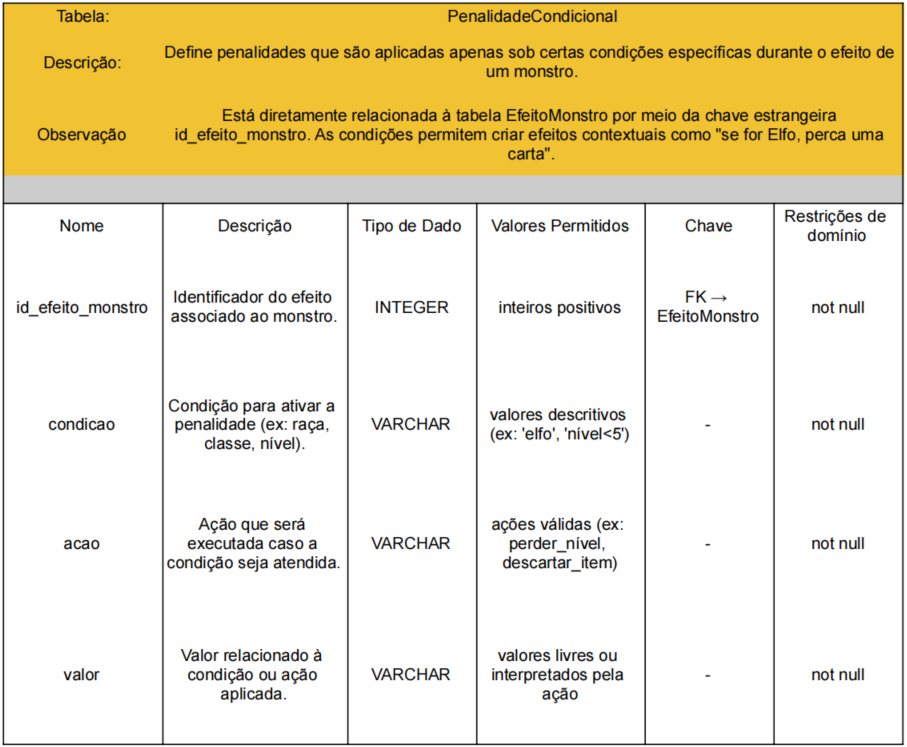 Tabela:
PenalidadeCondicional
Descrição:
Define penalidades que são aplicadas apenas sob certas condições específicas durante o efeito de
um monstro.
Observação
Está diretamente relacionada à tabela EfeitoMonstro por meio da chave estrangeira
id_efeito_monstro. As condições permitem criar efeitos contextuais como "se for Elfo, perca uma
carta".
Nome
Descrição
Tipo de Dado
Valores Permitidos
Chave
Restrições de
domínio
id_efeito_monstro
Identificador do efeito
associado ao monstro.
INTEGER
inteiros positivos
FK →
EfeitoMonstro
not null
condicao
Condição para ativar a
penalidade (ex: raça,
classe, nível).
VARCHAR
valores descritivos
(ex: 'elfo', 'nível<5')
-
not null
acao
Ação que será
executada caso a
condição seja atendida.
VARCHAR
ações válidas (ex:
perder_nível,
descartar_item)
-
not null
valor
Valor relacionado à
condição ou ação
aplicada.
VARCHAR
valores livres ou
interpretados pela
ação
-
not null